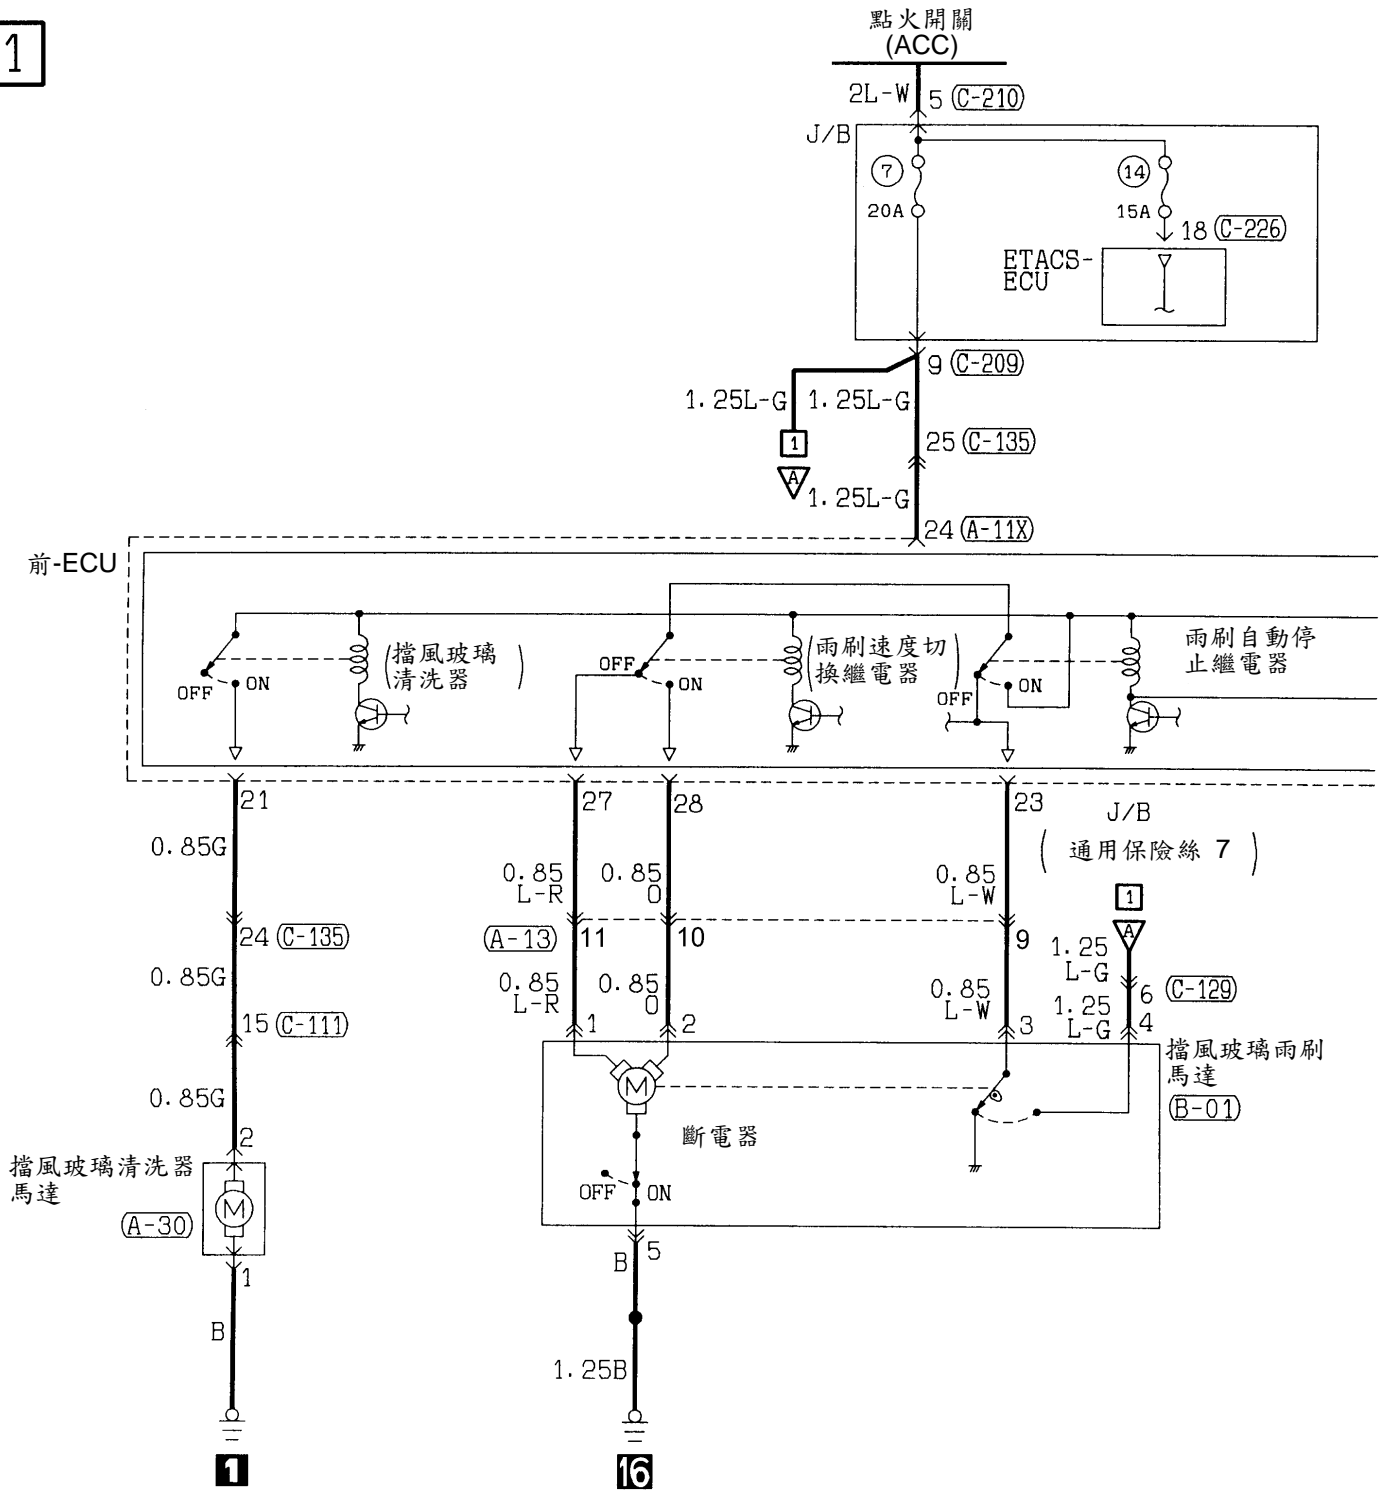 1
點火開關
(ACC)
2L-W
5
C-210
J/B
7
20A
14
15A
18
C-226
ETACS-
ECU
9
C-209
1.25L-G
1.25L-G
1
A
25
C-135
1.25L-G
24
A-11X
前-ECU
OFF
ON
(擋風玻璃
清洗器)
OFF
ON
(雨刷速度切
換繼電器)
OFF
ON
雨刷自動停
止繼電器
21
27
28
23
J/B
(通用保險絲 7)
0.85G
0.85
L-R
0.85
O
0.85
L-W
1
A
24
C-135
A-13
11
10
9
1.25
L-G
0.85G
0.85
L-R
0.85
O
0.85
L-W
6
C-129
1.25
L-G
15
C-111
1
2
3
4
擋風玻璃雨刷
馬達
B-01
0.85G
M
斷電器
2
擋風玻璃清洗器
馬達
A-30
M
OFF
ON
1
B
5
B
1.25B
1
16